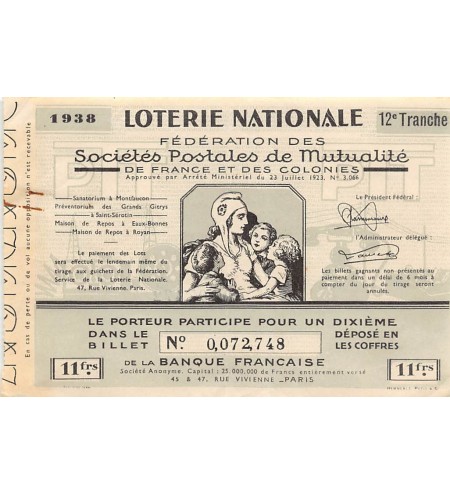 1938 LOTERIE NATIONALE 12e Tranche
FÉDÉRATION DES
Sociétés Postales de Mutualité
DE FRANCE ET DES COLONIES
Approuvé par Arrêté Ministériel du 23 Juillet 1923, No 3.066
Sanatorium à Montfaucon
Préventorium des Grands Gitrys
à Saint-Sérotin
Maison de Repos à Eaux-Bonnes
Maison de Repos à Royan
Le paiement des Lots
sera effectué le lendemain même du
tirage, aux guichets de la Fédération.
Service de la Loterie Nationale.
47, Rue Vivienne, Paris.
Le Président Fédéral :
l'Administrateur délégué :
Les billets gagnants non présentés au
paiement dans un délai de 6 mois à
compter du jour du tirage seront
annulés.
LE PORTEUR PARTICIPE POUR UN DIXIÈME
DANS LE BILLET No 0,072,748 DÉPOSÉ EN LES COFFRES
DE LA BANQUE FRANÇAISE
Société Anonyme, Capital : 25.000.000 de Francs entièrement versé
45 & 47, RUE VIVIENNE _ PARIS
11 frs.
11 frs.
En cas de perte ou de vol aucune opposition n'est recevable